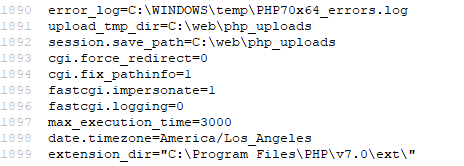 1890 error_log=C:\WINDOWS\temp\PHP70x64_errors.log
1891 upload_tmp_dir=C:\web\php_uploads
1892 session.save_path=C:\web\php_uploads
1893 cgi.force_redirect=0
1894 cgi.fix_pathinfo=1
1895 fastcgi.impersonate=1
1896 fastcgi.logging=0
1897 max_execution_time=3000
1898 date.timezone=America/Los_Angeles
1899 extension_dir="C:\Program Files\PHP\v7.0\ext\"